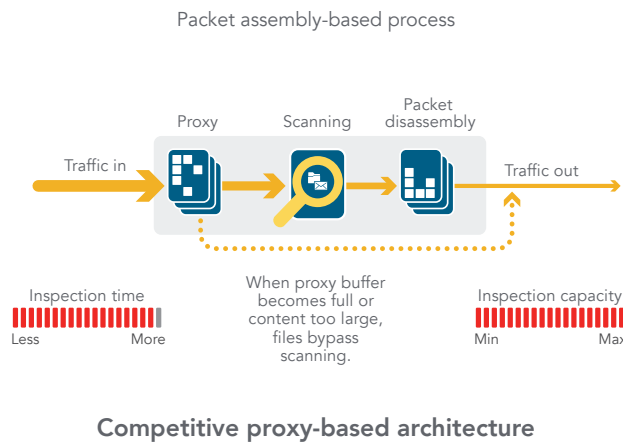 Packet assembly-based process
Proxy
Scanning
Packet
disassembly
Traffic in
Traffic out
When proxy buffer
becomes full or
content too large,
files bypass
scanning.
Inspection time
Less
More
Inspection capacity
Min
Max
Competitive proxy-based architecture